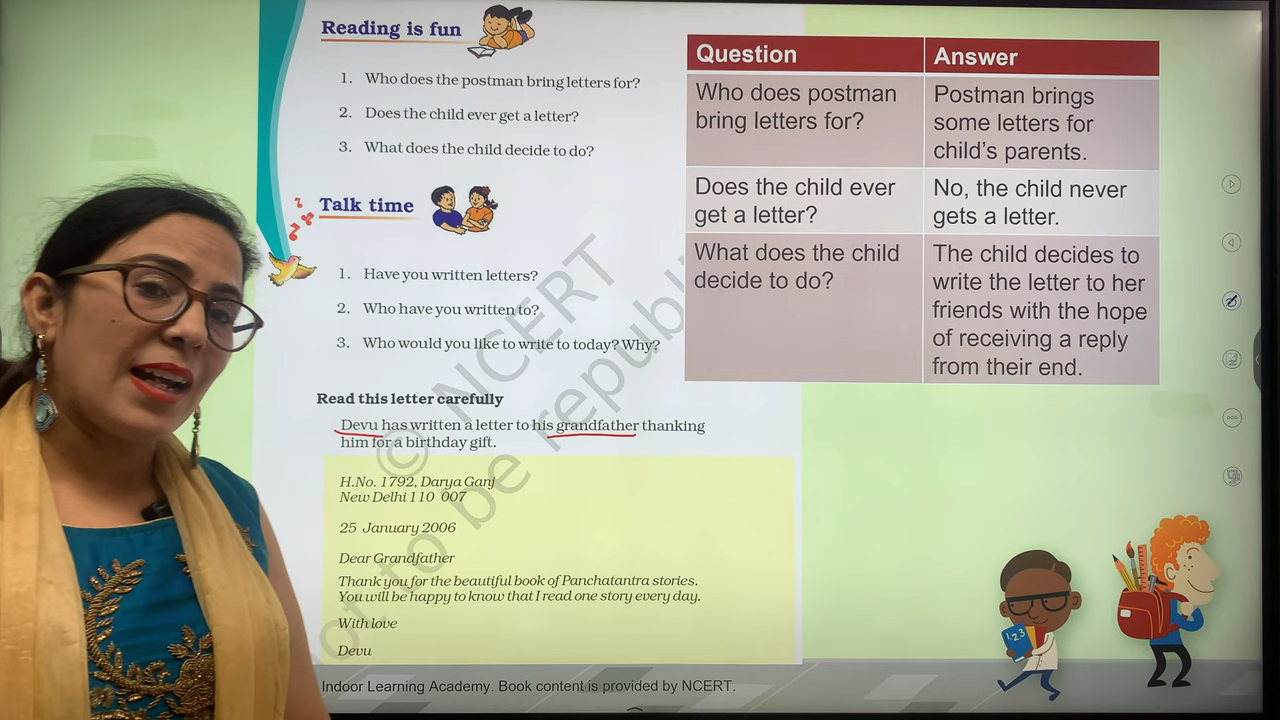 Reading is fun
1. Who does the postman bring letters for?
2. Does the child ever get a letter?
3. What does the child decide to do?
Talk time
1. Have you written letters?
2. Who have you written to?
3. Who would you like to write to today? Why?
Read this letter carefully
Devu has written a letter to his grandfather thanking
him for a birthday gift.
H.No. 1792, Darya Ganj
New Delhi 110 007
25 January 2006
Dear Grandfather
Thank you for the beautiful book of Panchatantra stories.
You will be happy to know that I read one story every day.
With love
Devu
© NCERT
be republi
Question
Answer
Who does postman
bring letters for?
Postman brings
some letters for
child's parents.
Does the child ever
get a letter?
No, the child never
gets a letter.
What does the child
decide to do?
The child decides to
write the letter to her
friends with the hope
of receiving a reply
from their end.
1 2 3
Indoor Learning Academy. Book content is provided by NCERT.